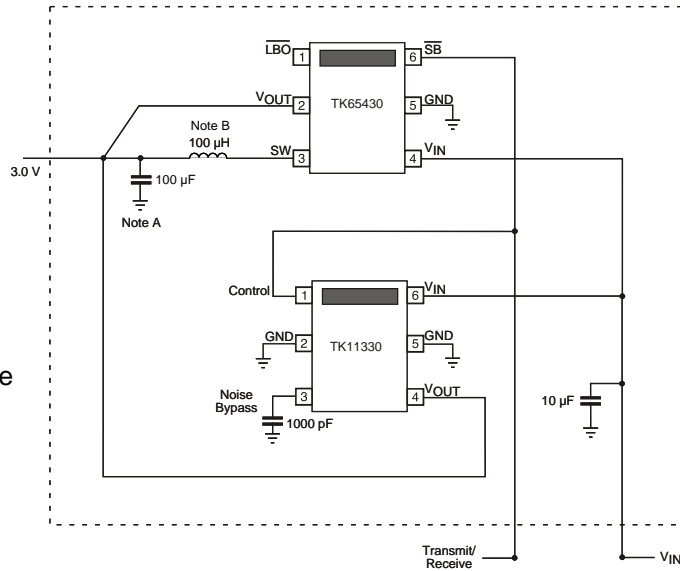 LBO
1
6
SB
VOUT
2
TK65430
5
GND
Note B
100 µH
SW
3
4
VIN
3.0 V
100 µF
Note A
Control
1
6
VIN
GND
2
TK11330
5
GND
Noise
Bypass
3
4
VOUT
1000 pF
10 µF
e
Transmit/
Receive
VIN